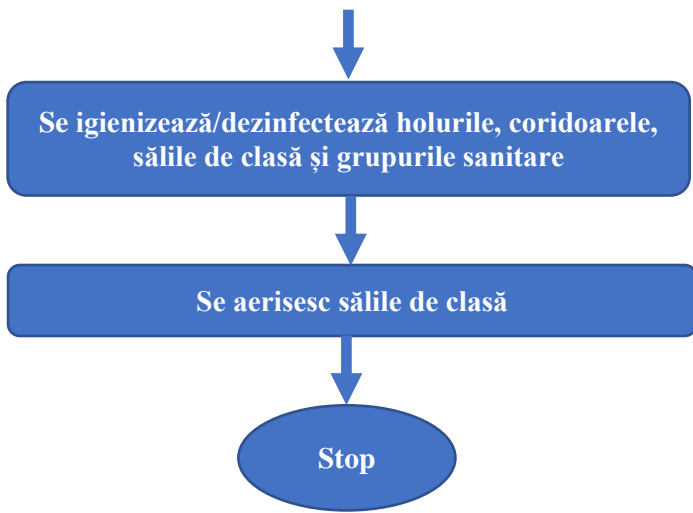 Se igienizează/dezinfectează holurile, coridoarele,
sălile de clasă și grupurile sanitare
Se aerisesc sălile de clasă
Stop